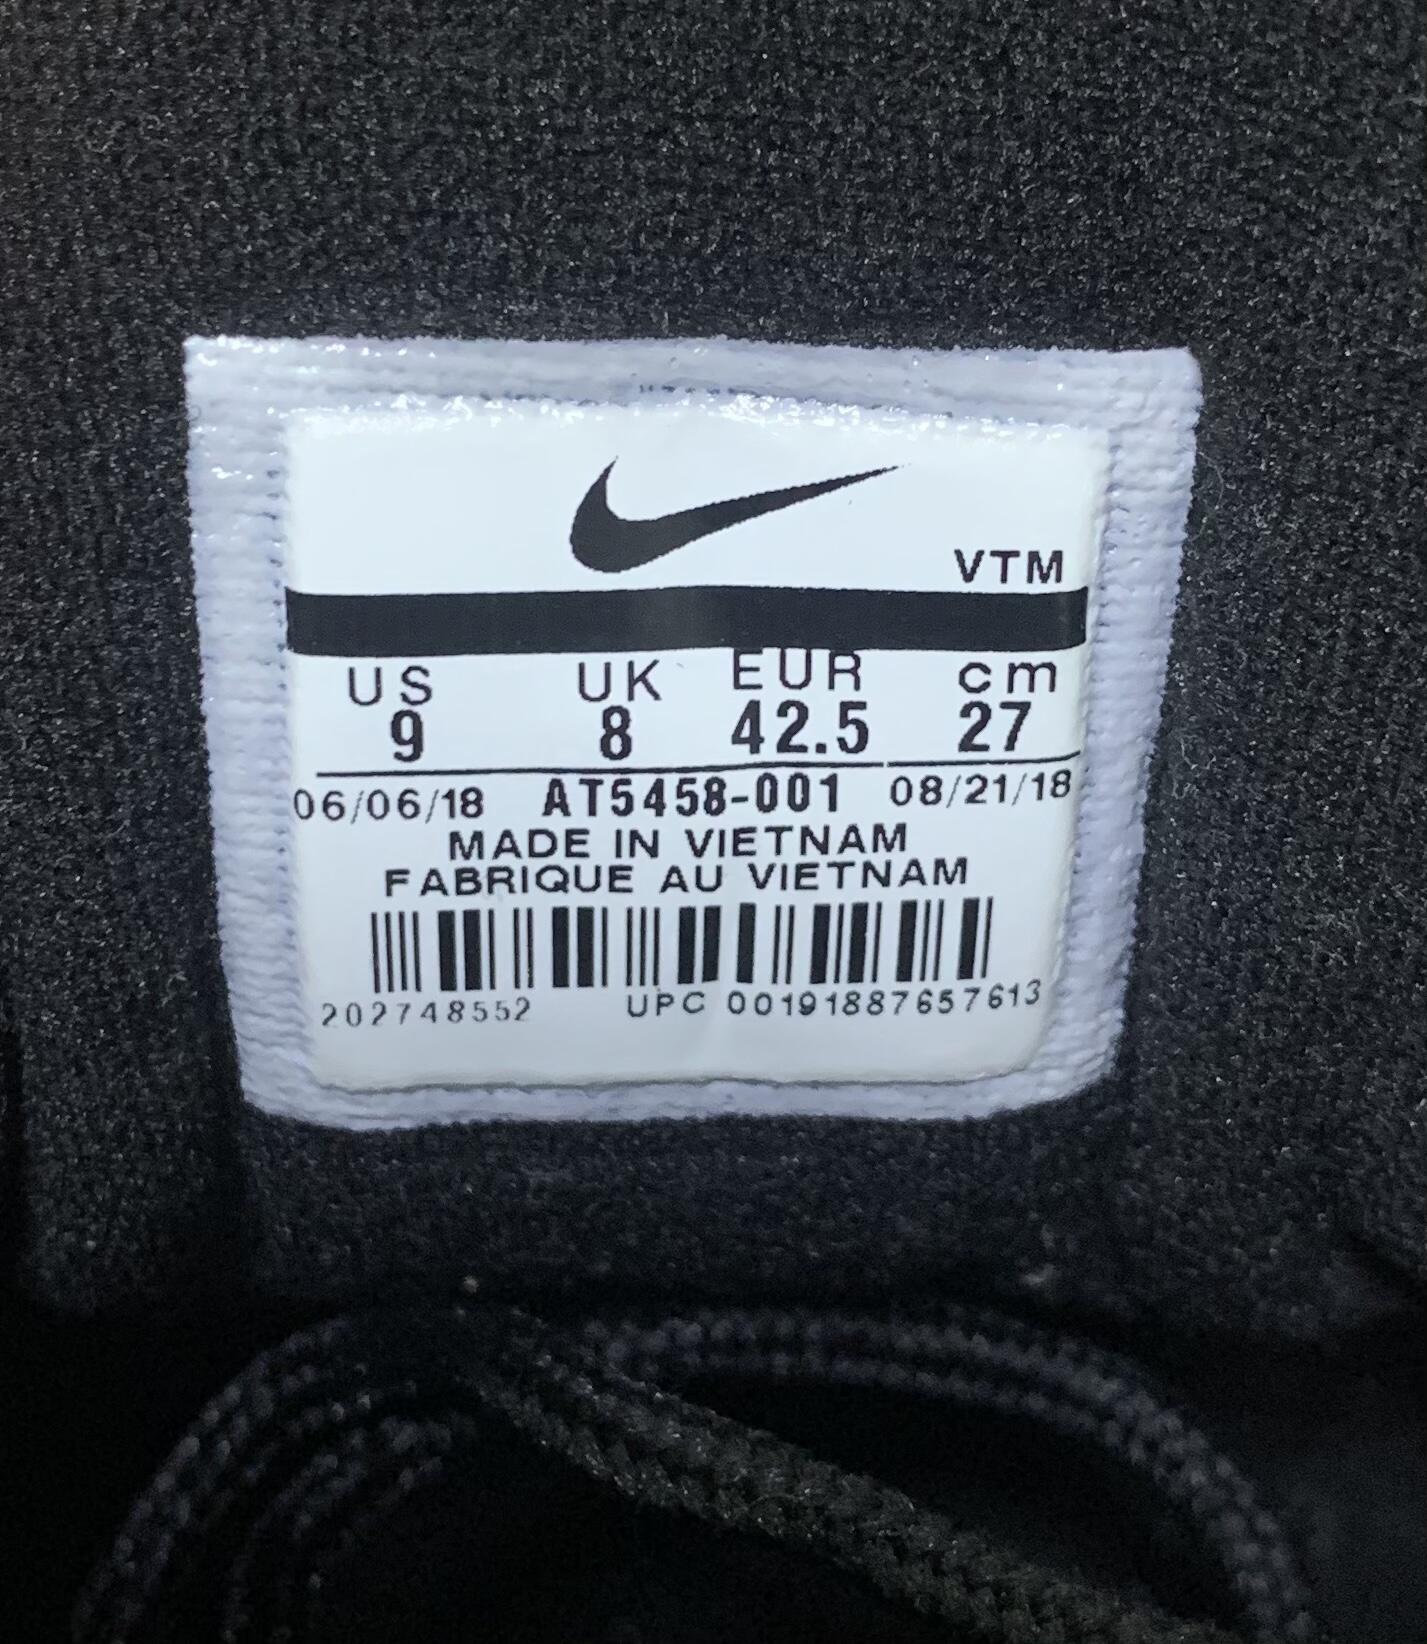 VTM
US UK EUR cm
9 8 42.5 27
06/06/18 AT5458-001 08/21/18
MADE IN VIETNAM
FABRIQUE AU VIETNAM
202748552 UPC 00191887657613